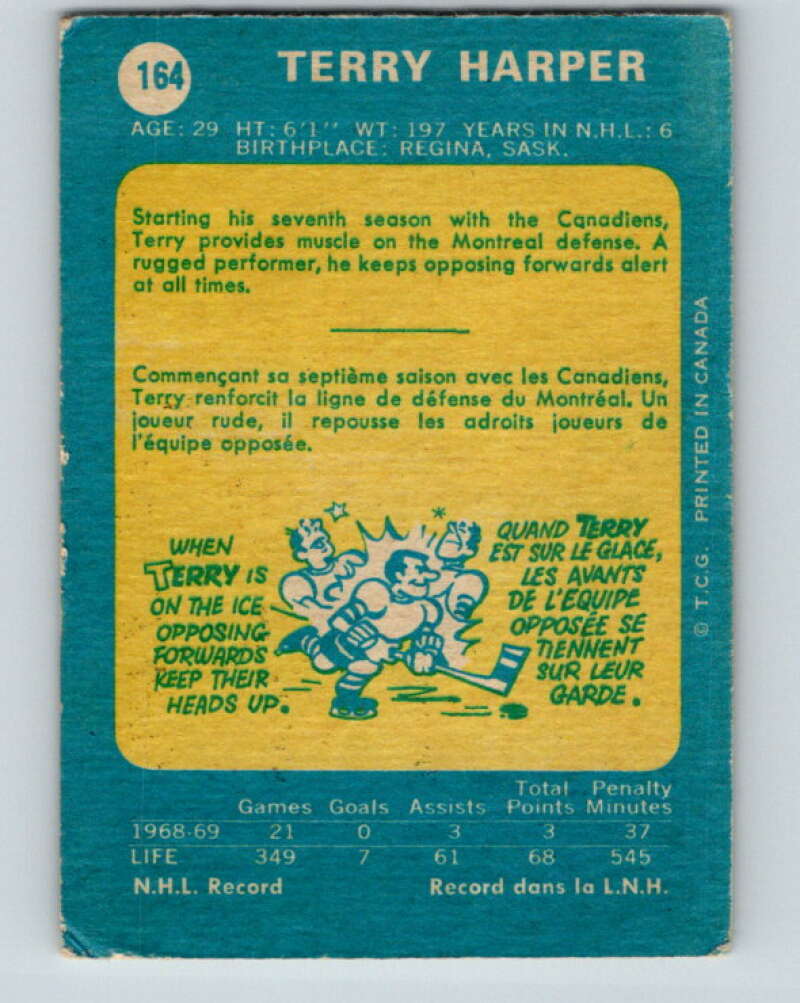 164
TERRY HARPER
AGE: 29 HT: 6'1'' WT: 197 YEARS IN N.H.L.: 6
BIRTHPLACE: REGINA, SASK.
Starting his seventh season with the Canadiens,
Terry provides muscle on the Montreal defense. A
rugged performer, he keeps opposing forwards alert
at all times.
Commençant sa septième saison avec les Canadiens,
Terry renforcit la ligne de défense du Montréal. Un
joueur rude, il repousse les adroits joueurs de
l'équipe opposée.
WHEN
TERRY IS
ON THE ICE
OPPOSING
FORWARDS
KEEP THEIR
HEADS UP.
QUAND TERRY
EST SUR LE GLACE,
LES AVANTS
DE L'ÉQUIPE
OPPOSÉE SE
TIENNENT
SUR LEUR
GARDE.
© T.C.G. PRINTED IN CANADA
Total Penalty
Games Goals Assists Points Minutes
1968-69 21 0 3 3 37
LIFE 349 7 61 68 545
N.H.L. Record Record dans la L.N.H.